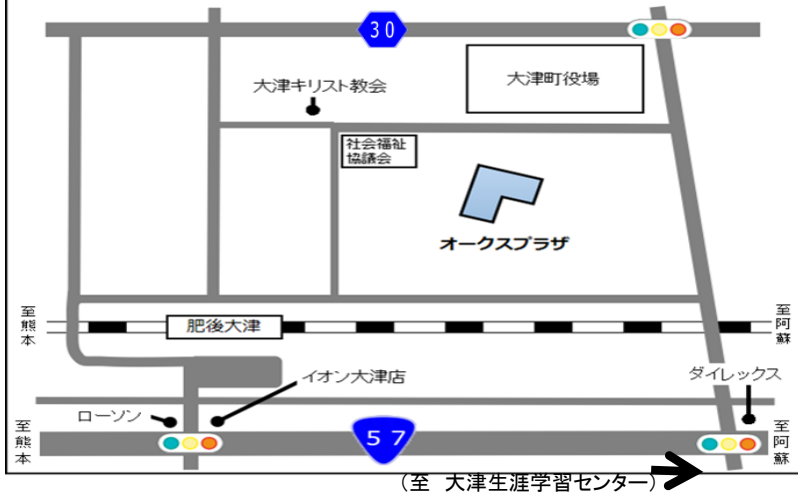 30
大津キリスト教会
大津町役場
社会福祉
協議会
オークスプラザ
至熊本
肥後大津
至阿蘇
イオン大津店
ダイレックス
ローソン
至熊本
57
至阿蘇
(至　大津生涯学習センター)